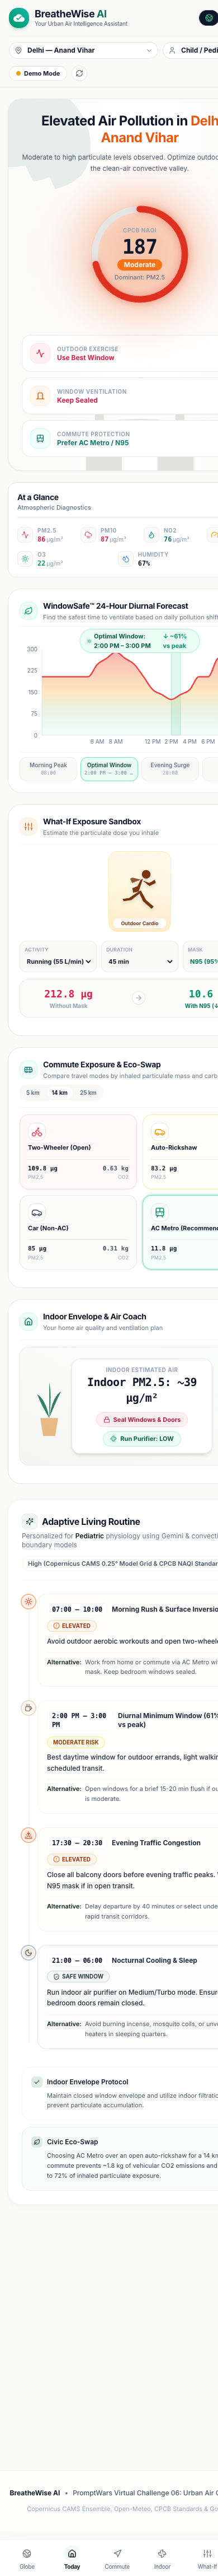 BreatheWise AI
Your Urban Air Intelligence Assistant
Delhi — Anand Vihar
Child / Pedi
Demo Mode
Elevated Air Pollution in Delh
Anand Vihar
Moderate to high particulate levels observed. Optimize outdo
the clean-air convective valley.
CPCB NAQI
187
Moderate
Dominant: PM2.5
OUTDOOR EXERCISE
Use Best Window
WINDOW VENTILATION
Keep Sealed
COMMUTE PROTECTION
Prefer AC Metro / N95
At a Glance
Atmospheric Diagnostics
PM2.5
86 µg/m³
PM10
87 µg/m³
NO2
76 µg/m³
O3
22 µg/m³
HUMIDITY
67%
WindowSafe™ 24-Hour Diurnal Forecast
Find the safest time to ventilate based on daily pollution shift
Optimal Window:
2:00 PM – 3:00 PM
↓ ~61%
vs peak
300
225
150
75
0
6 AM 8 AM 12 PM 2 PM 4 PM 6 PM
Morning Peak
08:00
Optimal Window
2:00 PM – 3:00 …
Evening Surge
20:00
What-If Exposure Sandbox
Estimate the particulate dose you inhale
Outdoor Cardio
ACTIVITY
Running (55 L/min)
DURATION
45 min
MASK
N95 (95%
212.8 µg
Without Mask
10.6
With N95 (↓
Commute Exposure & Eco-Swap
Compare travel modes by inhaled particulate mass and carb
5 km
14 km
25 km
Two-Wheeler (Open)
109.8 µg
0.63 kg
PM2.5
CO2
Auto-Rickshaw
83.2 µg
PM2.5
Car (Non-AC)
85 µg
0.31 kg
PM2.5
CO2
AC Metro (Recommen
11.8 µg
PM2.5
Indoor Envelope & Air Coach
Your home air quality and ventilation plan
INDOOR ESTIMATED AIR
Indoor PM2.5: ~39
µg/m³
Seal Windows & Doors
Run Purifier: LOW
Adaptive Living Routine
Personalized for Pediatric physiology using Gemini & convecti
boundary models
High (Copernicus CAMS 0.25° Model Grid & CPCB NAQI Standar
07:00 – 10:00 Morning Rush & Surface Inversio
ELEVATED
Avoid outdoor aerobic workouts and open two-wheele
Alternative: Work from home or commute via AC Metro wi
mask. Keep bedroom windows sealed.
2:00 PM – 3:00
PM
Diurnal Minimum Window (61%
vs peak)
MODERATE RISK
Best daytime window for outdoor errands, light walkin
scheduled transit.
Alternative: Open windows for a brief 15-20 min flush if ou
is moderate.
17:30 – 20:30 Evening Traffic Congestion
ELEVATED
Close all balcony doors before evening traffic peaks.
N95 mask if in open transit.
Alternative: Delay departure by 40 minutes or select unde
rapid transit corridors.
21:00 – 06:00 Nocturnal Cooling & Sleep
SAFE WINDOW
Run indoor air purifier on Medium/Turbo mode. Ensur
bedroom doors remain closed.
Alternative: Avoid burning incense, mosquito coils, or unve
heaters in sleeping quarters.
Indoor Envelope Protocol
Maintain closed window envelope and utilize indoor filtratio
prevent particulate accumulation.
Civic Eco-Swap
Choosing AC Metro over an open auto-rickshaw for a 14 km
commute prevents ~1.8 kg of vehicular CO2 emissions and
to 72% of inhaled particulate exposure.
BreatheWise AI • PromptWars Virtual Challenge 06: Urban Air Q
Copernicus CAMS Ensemble, Open-Meteo, CPCB Standards & Go
Globe
Today
Commute
Indoor
What-If